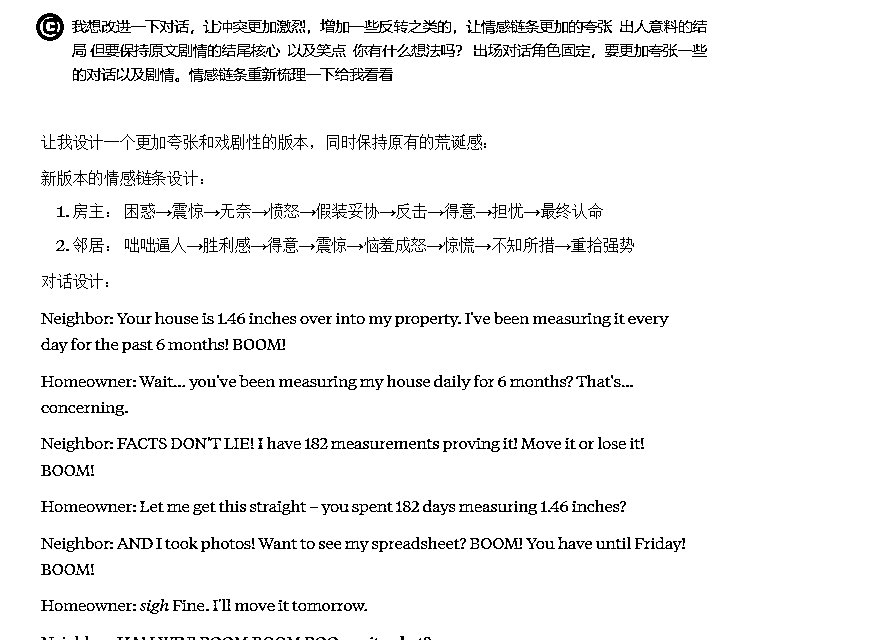 我想改进一下对话，让冲突更加激烈，增加一些反转之类的，让情感链条更加的夸张 出人意料的结
局 但要保持原文剧情的结尾核心 以及笑点 你有什么想法吗？ 出场对话角色固定，要更加夸张一些
的对话以及剧情。情感链条重新梳理一下给我看看
让我设计一个更加夸张和戏剧性的版本，同时保持原有的荒诞感：
新版本的情感链条设计：
1. 房主： 困惑→震惊→无奈→愤怒→假装妥协→反击→得意→担忧→最终认命
2. 邻居： 咄咄逼人→胜利感→得意→震惊→恼羞成怒→惊慌→不知所措→重拾强势
对话设计：
Neighbor: Your house is 1.46 inches over into my property. I've been measuring it every
day for the past 6 months! BOOM!
Homeowner: Wait... you've been measuring my house daily for 6 months? That's...
concerning.
Neighbor: FACTS DON'T LIE! I have 182 measurements proving it! Move it or lose it!
BOOM!
Homeowner: Let me get this straight – you spent 182 days measuring 1.46 inches?
Neighbor: AND I took photos! Want to see my spreadsheet? BOOM! You have until Friday!
BOOM!
Homeowner: sigh Fine. I'll move it tomorrow.